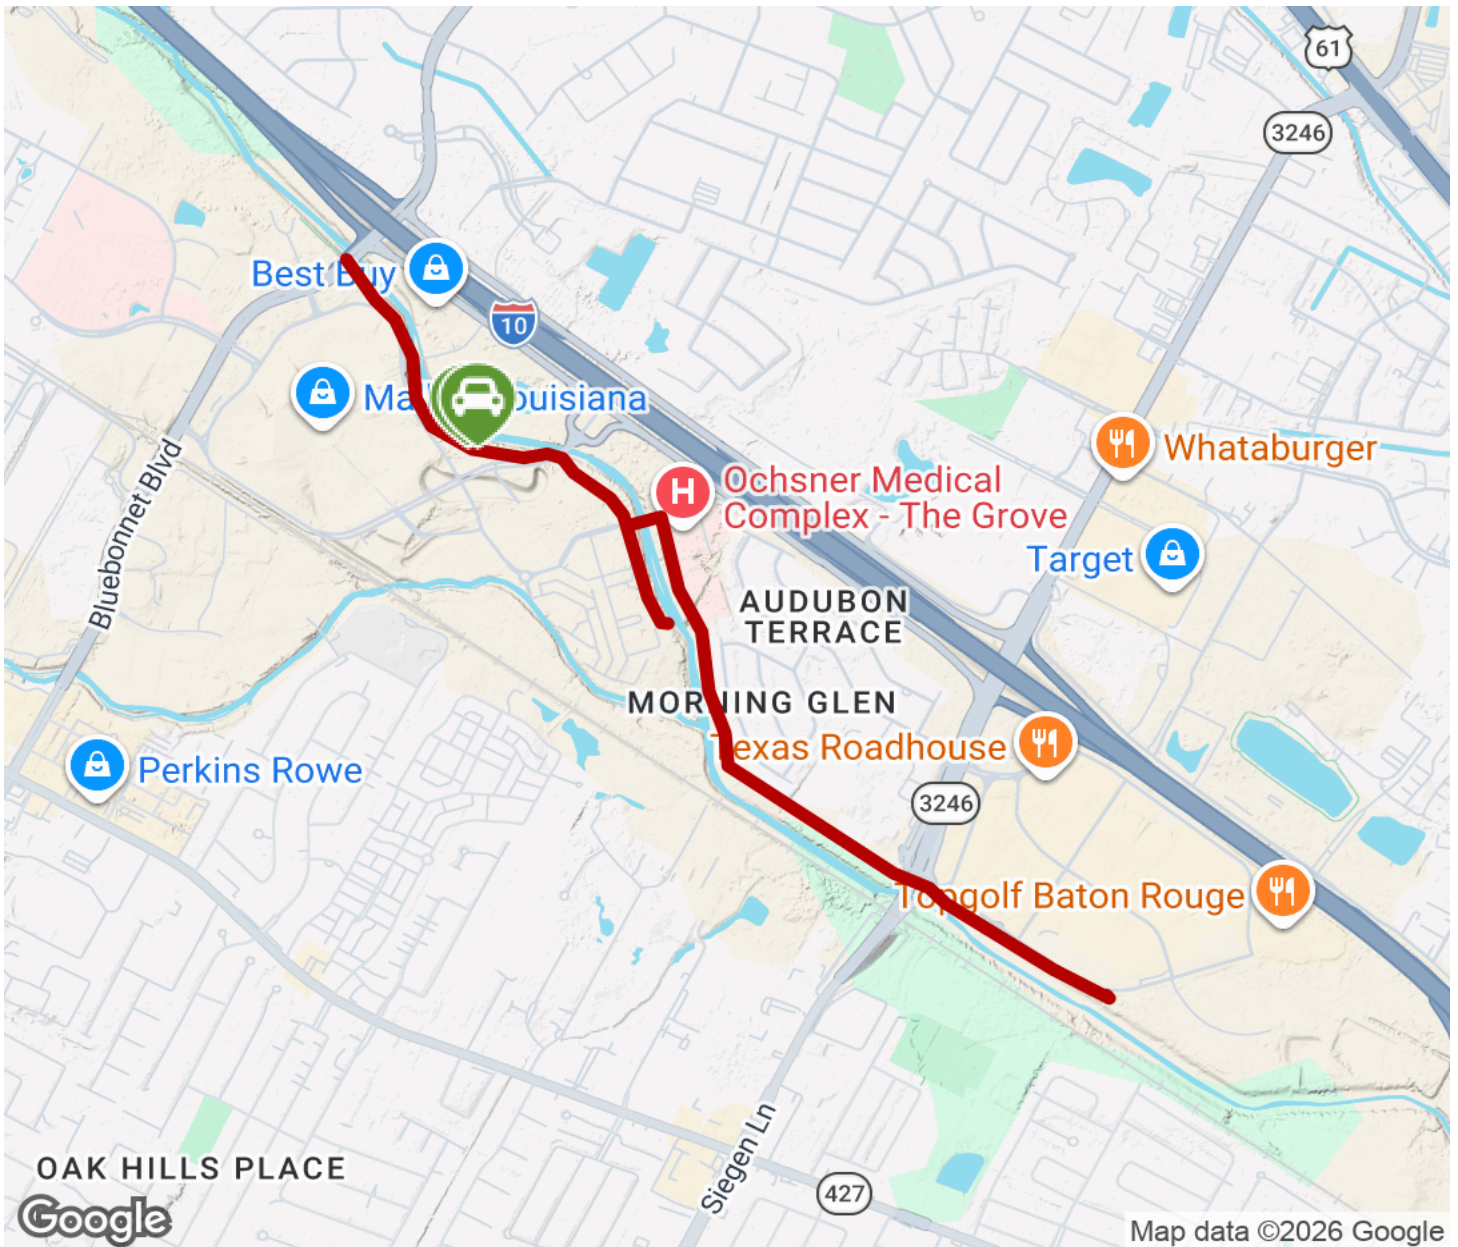 61
3246
Best Buy
10
Mall of Louisiana
Whataburger
Bluebonnet Blvd
H
Ochsner Medical
Complex - The Grove
Target
AUDUBON
TERRACE
MORNING GLEN
Texas Roadhouse
Perkins Rowe
3246
Topgolf Baton Rouge
Siegen Ln
OAK HILLS PLACE
427
Google
Map data ©2026 Google